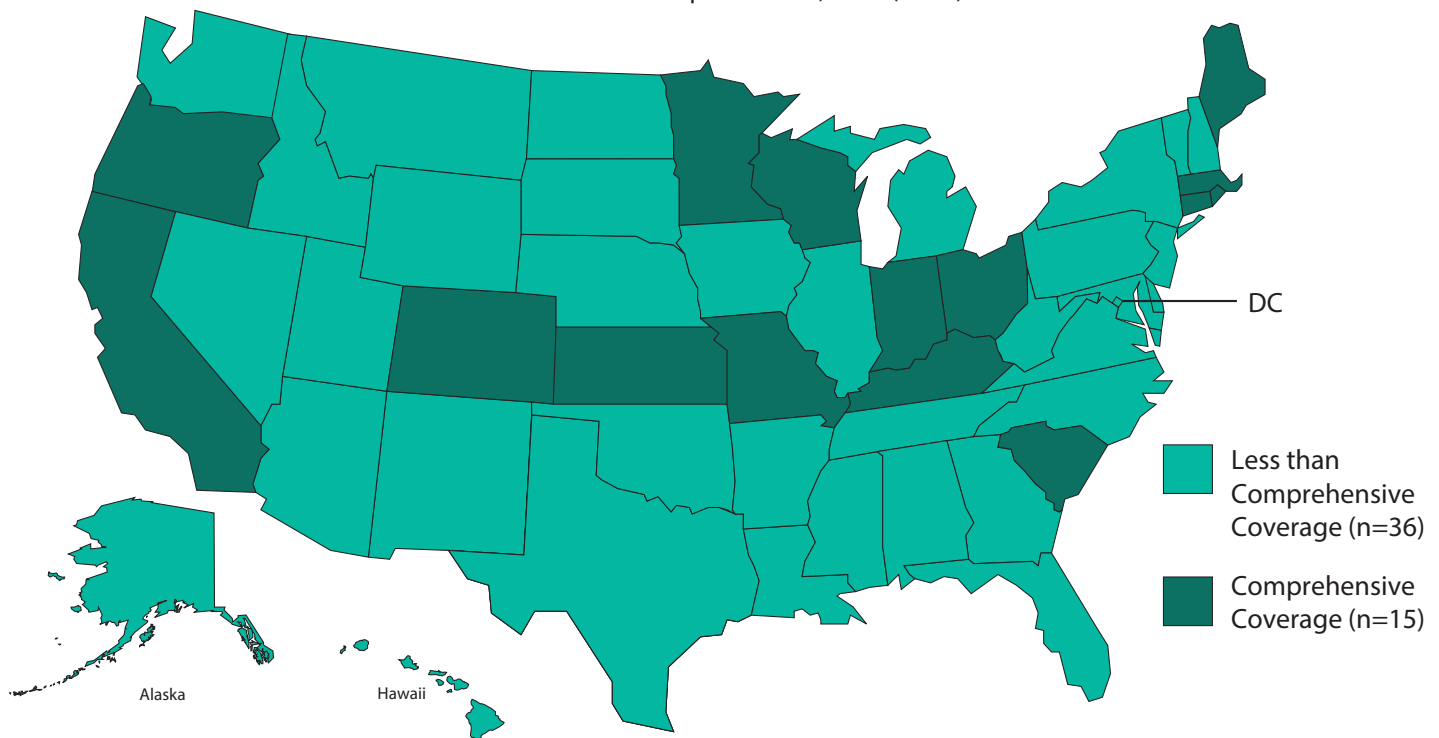 DC
Less than
Comprehensive
Coverage (n=36)
Comprehensive
Coverage (n=15)
Alaska
Hawaii